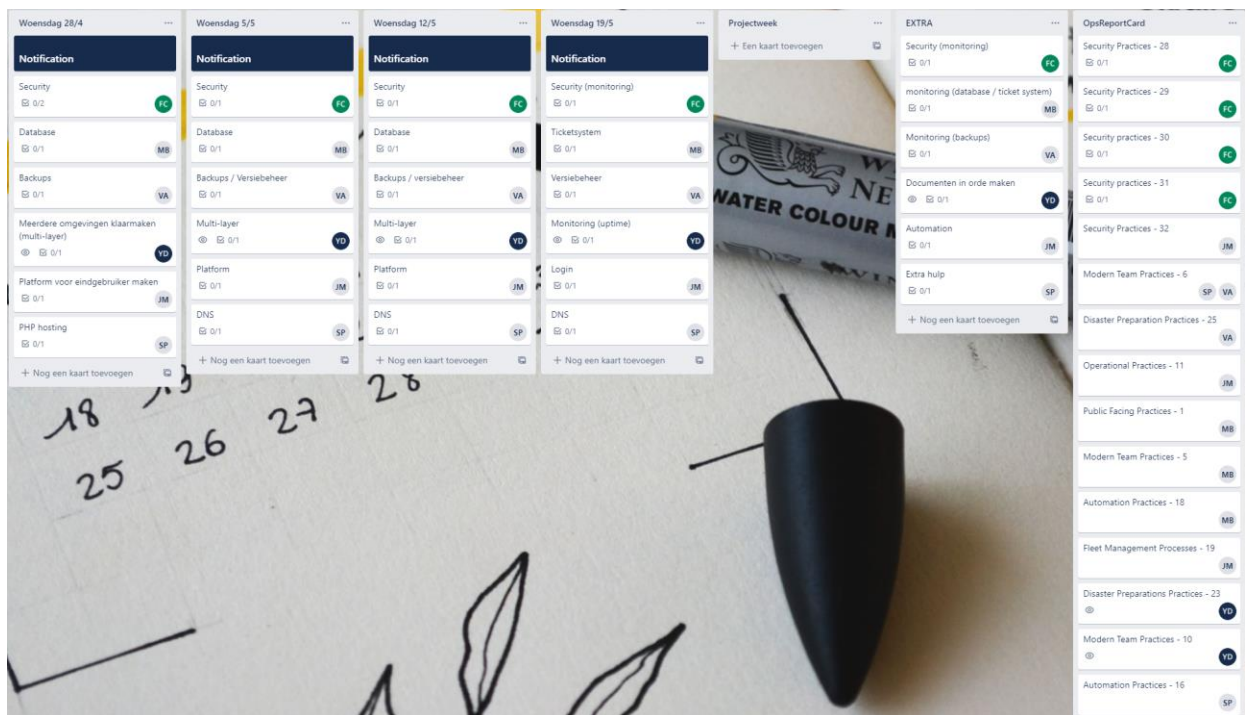 Woensdag 28/4
Notification
Security
0/2
FC
Database
0/1
MB
Backups
0/1
VA
Meerdere omgevingen klaarmaken
(multi-layer)
0/1
YD
Platform voor eindgebruiker maken
0/1
JM
PHP hosting
0/1
SP
+ Nog een kaart toevoegen
Woensdag 5/5
Notification
Security
0/1
FC
Database
0/1
MB
Backups / Versiebeheer
0/1
VA
Multi-layer
0/1
YD
Platform
0/1
JM
DNS
0/1
SP
+ Nog een kaart toevoegen
Woensdag 12/5
Notification
Security
0/1
FC
Database
0/1
MB
Backups / versiebeheer
0/1
VA
Multi-layer
0/1
YD
Platform
0/1
JM
DNS
0/1
SP
+ Nog een kaart toevoegen
Woensdag 19/5
Notification
Security (monitoring)
0/1
FC
Ticketsystem
0/1
MB
Versiebeheer
0/1
VA
Monitoring (uptime)
0/1
YD
Login
0/1
JM
DNS
0/1
SP
+ Nog een kaart toevoegen
Projectweek
+ Een kaart toevoegen
EXTRA
Security (monitoring)
0/1
FC
monitoring (database / ticket system)
0/1
MB
Monitoring (backups)
0/1
VA
Documenten in orde maken
0/1
YD
Automation
0/1
JM
Extra hulp
0/1
SP
+ Nog een kaart toevoegen
OpsReportCard
Security Practices - 28
FC
Security Practices - 29
FC
Security practices - 30
FC
Security practices - 31
FC
Security Practices - 32
JM
Modern Team Practices - 6
SP VA
Disaster Preparation Practices - 25
VA
Operational Practices - 11
JM
Public Facing Practices - 1
MB
Modern Team Practices - 5
MB
Automation Practices - 18
MB
Fleet Management Processes - 19
JM
Disaster Preparations Practices - 23
YD
Modern Team Practices - 10
YD
Automation Practices - 16
SP
WATER COLOUR
18
25 26 27 28